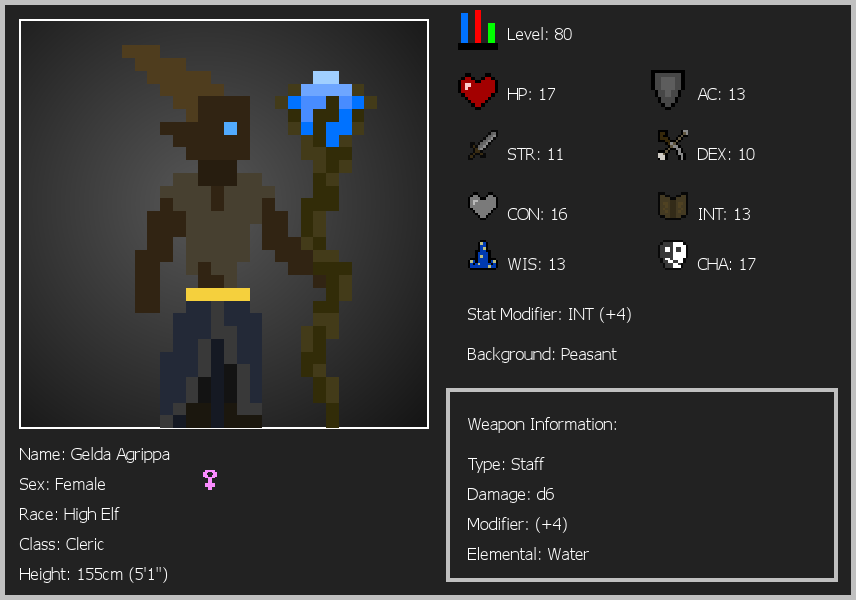 Level: 80
HP: 17
AC: 13
STR: 11
DEX: 10
CON: 16
INT: 13
WIS: 13
CHA: 17
Stat Modifier: INT (+4)
Background: Peasant
Weapon Information:
Type: Staff
Damage: d6
Modifier: (+4)
Elemental: Water
Name: Gelda Agrippa
Sex: Female
Race: High Elf
Class: Cleric
Height: 155cm (5'1")